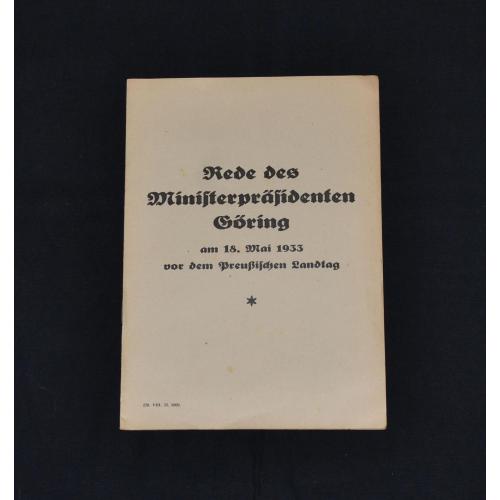 Rede des
Ministerpräsidenten
Göring
am 18. Mai 1933
vor dem Preußischen Landtag